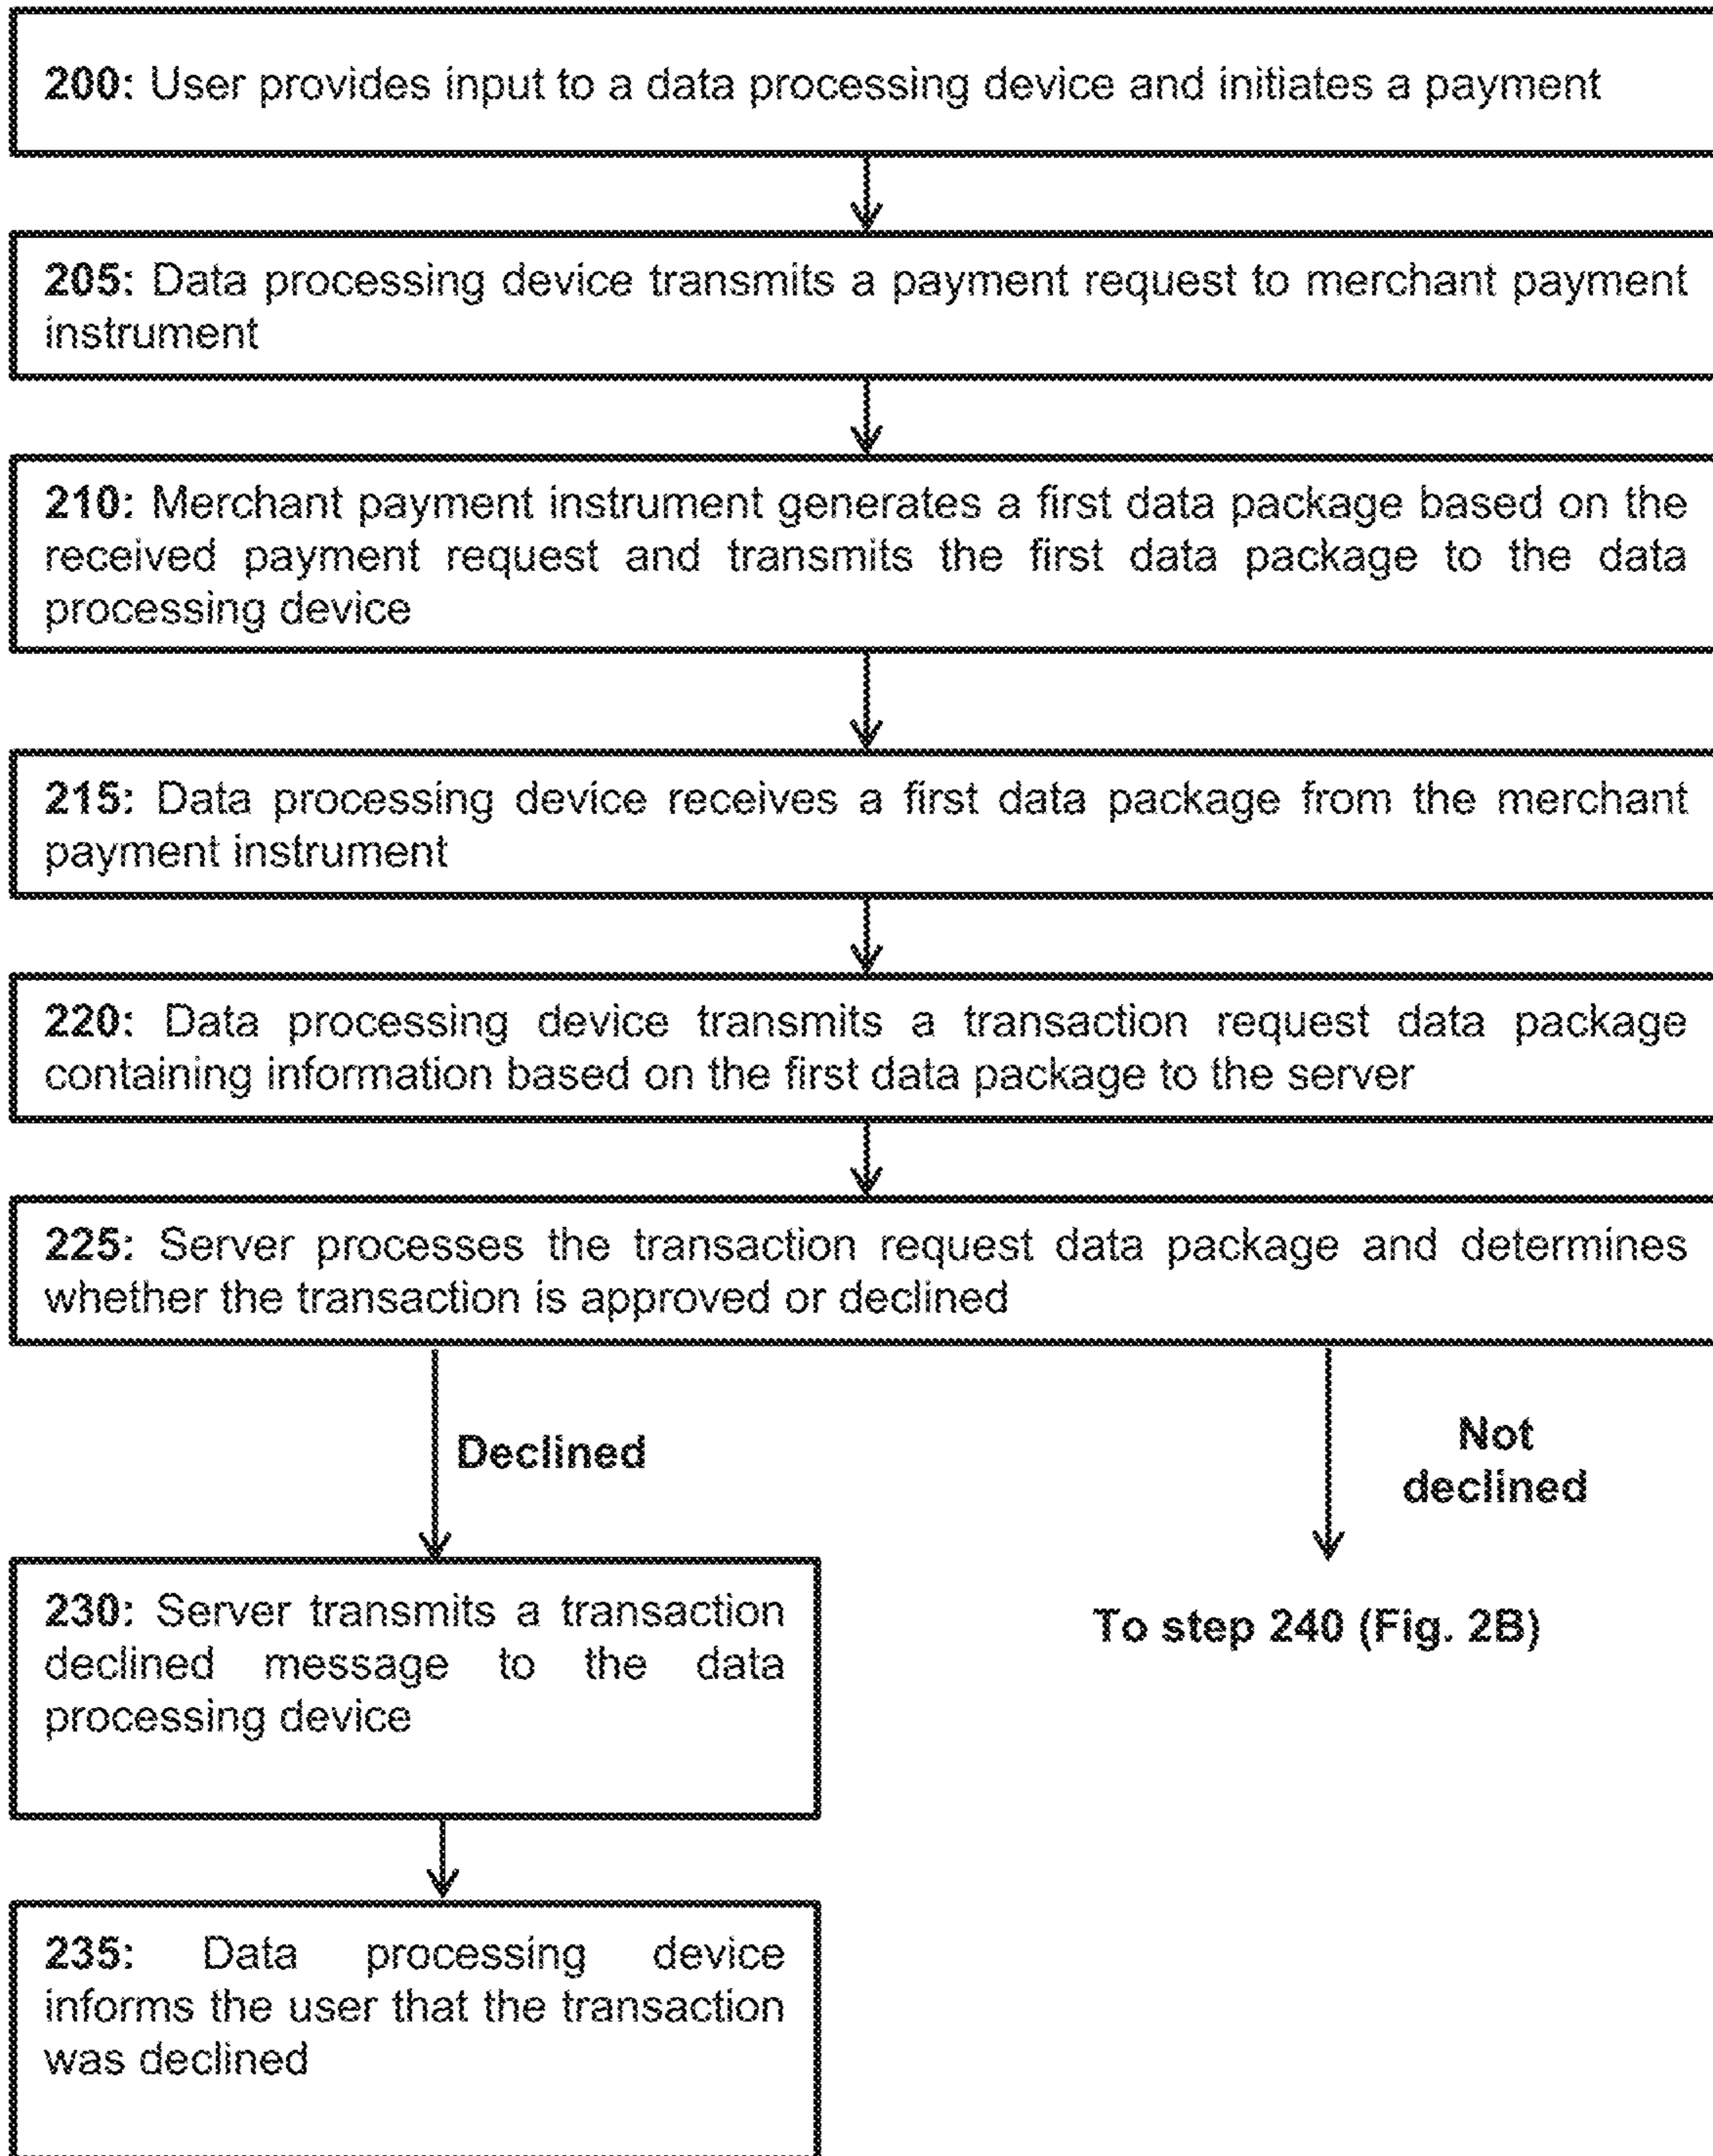 200: User provides input to a data processing device and initiates a payment
205: Data processing device transmits a payment request to merchant payment
instrument
210: Merchant payment instrument generates a first data package based on the
received payment request and transmits the first data package to the data
processing device
215: Data processing device receives a first data package from the merchant
payment instrument
220: Data processing device transmits a transaction request data package
containing information based on the first data package to the server
225: Server processes the transaction request data package and determines
whether the transaction is approved or declined
Declined
Not
declined
230: Server transmits a transaction
declined message to the data
processing device
To step 240 (Fig. 2B)
235: Data processing device
informs the user that the transaction
was declined